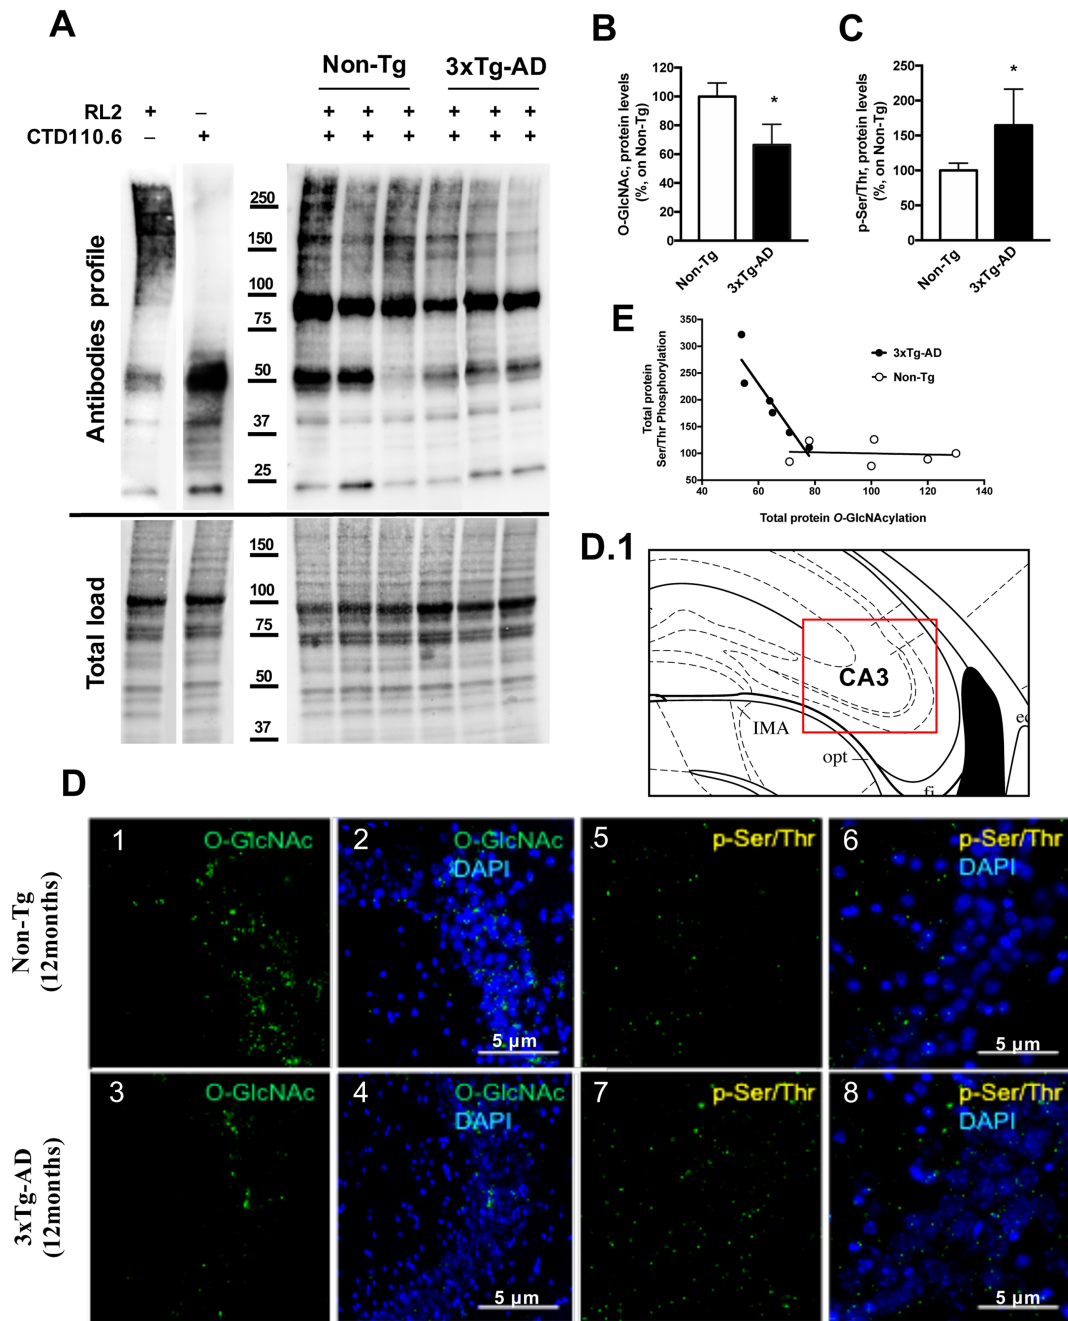 A
Non-Tg
3xTg-AD
RL2
+
–
+
+
+
+
+
+
CTD110.6
–
+
+
+
+
+
+
+
Antibodies profile
250
150
100
75
50
37
25
Total load
150
100
75
50
37
B
O-GlcNAc, protein levels
(%, on Non-Tg)
120
100
80
60
40
20
0
*
Non-Tg
3xTg-AD
C
p-Ser/Thr, protein levels
(%, on Non-Tg)
250
200
150
100
50
0
*
Non-Tg
3xTg-AD
E
Total protein
Ser/Thr Phosphorylation
350
300
250
200
150
100
50
40
60
80
100
120
140
3xTg-AD
Non-Tg
Total protein O-GlcNAcylation
D.1
CA3
IMA
opt
fi
D
Non-Tg
(12months)
1
O-GlcNAc
2
O-GlcNAc
DAPI
5 µm
5
p-Ser/Thr
6
p-Ser/Thr
DAPI
5 µm
3xTg-AD
(12months)
3
O-GlcNAc
4
O-GlcNAc
DAPI
5 µm
7
p-Ser/Thr
8
p-Ser/Thr
DAPI
5 µm